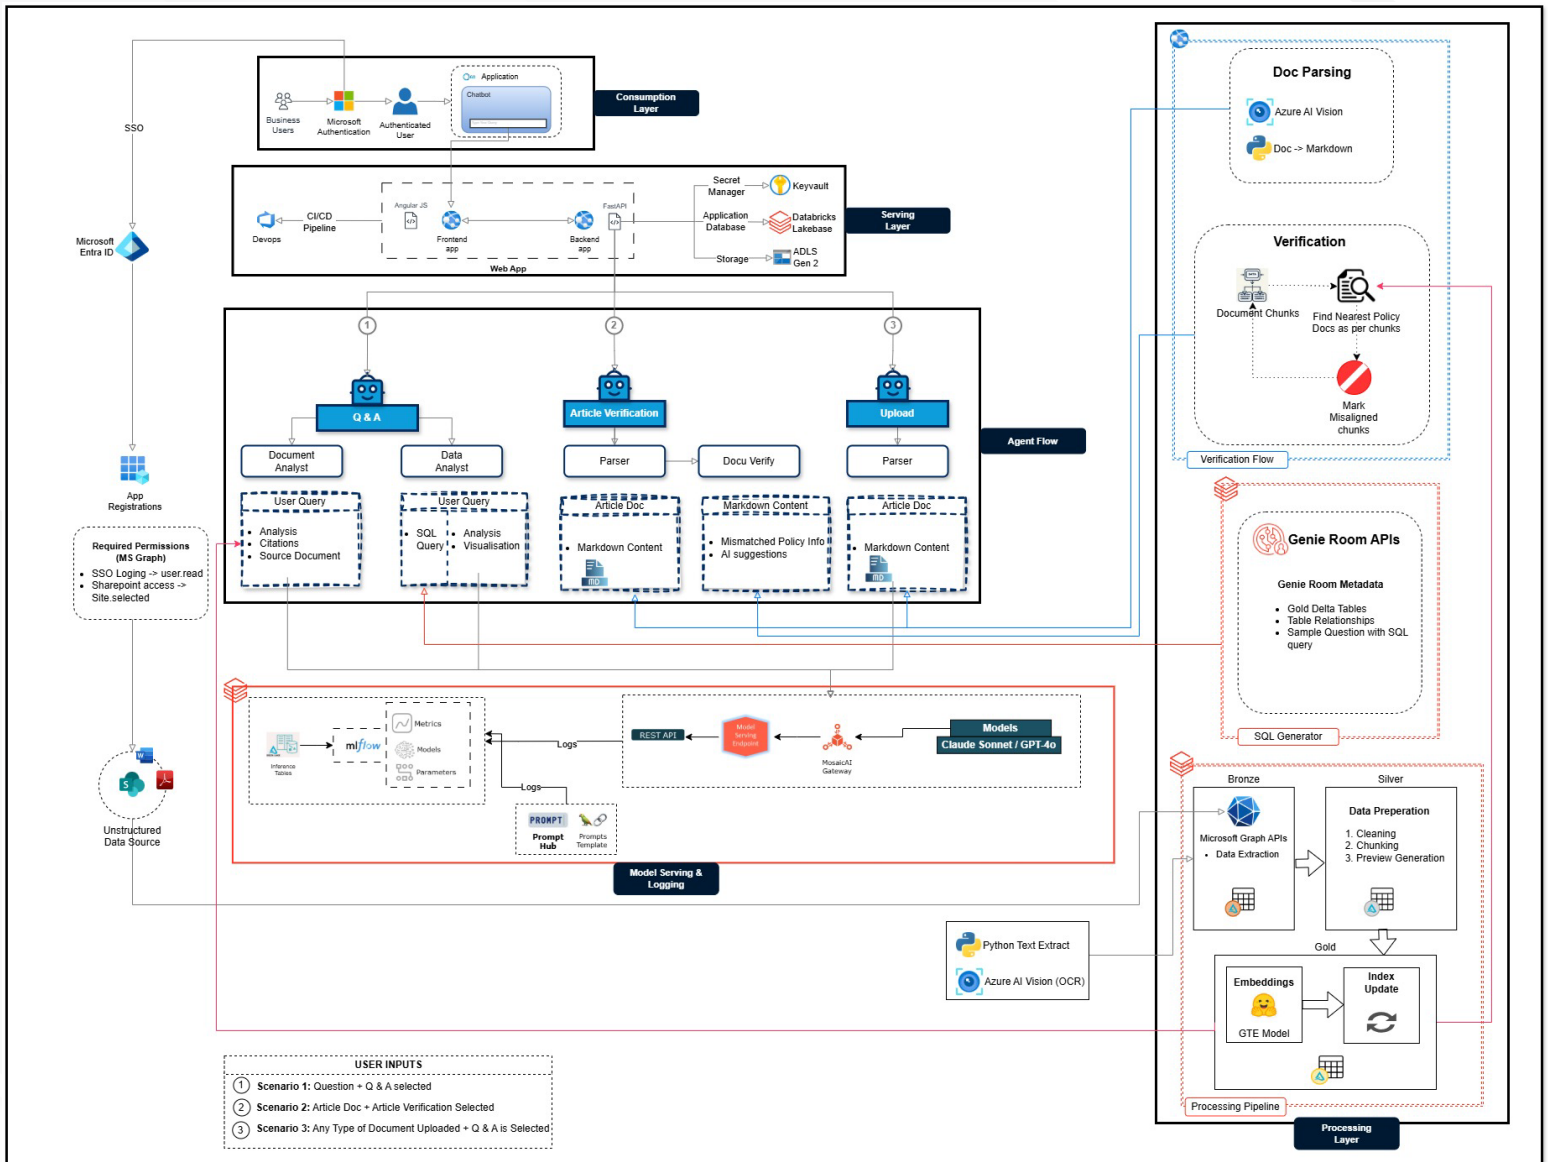 SSO
Microsoft
Entra ID
App
Registrations
Required Permissions
(MS Graph)
SSO Loging -> user.read
Sharepoint access ->
Site.selected
Unstructured
Data Source
Business
Users
Microsoft
Authentication
Authenticated
User
Application
Chatbot
Consumption
Layer
Devops
CI/CD
Pipeline
Angular JS
Frontend
app
Backend
app
FastAPI
Web App
Secret
Manager
Keyvault
Application
Database
Databricks
Lakebase
Storage
ADLS
Gen 2
Serving
Layer
1
2
3
Q & A
Article Verification
Upload
Document
Analyst
Data
Analyst
Parser
Docu Verify
Parser
Agent Flow
User Query
Analysis
Citations
Source Document
User Query
SQL
Query
Analysis
Visualisation
Article Doc
Markdown Content
MD
Markdown Content
Mismatched Policy Info
AI suggestions
Article Doc
Markdown Content
MD
Inference
Tables
mlflow
Metrics
Models
Parameters
Logs
REST API
Model
Serving
Endpoint
MosaicAI
Gateway
Models
Claude Sonnet / GPT-4o
Logs
PROMPT
Prompt
Hub
Prompts
Template
Model Serving &
Logging
Python Text Extract
Azure AI Vision (OCR)
USER INPUTS
1 Scenario 1: Question + Q & A selected
2 Scenario 2: Article Doc + Article Verification Selected
3 Scenario 3: Any Type of Document Uploaded + Q & A is Selected
Doc Parsing
Azure AI Vision
Doc -> Markdown
Verification
Document Chunks
Find Nearest Policy
Docs as per chunks
Mark
Misaligned
chunks
Verification Flow
Genie Room APIs
Genie Room Metadata
Gold Delta Tables
Table Relationships
Sample Question with SQL
query
SQL Generator
Bronze
Microsoft Graph APIs
Data Extraction
Silver
Data Preperation
1. Cleaning
2. Chunking
3. Preview Generation
Gold
Embeddings
GTE Model
Index
Update
Processing Pipeline
Processing
Layer